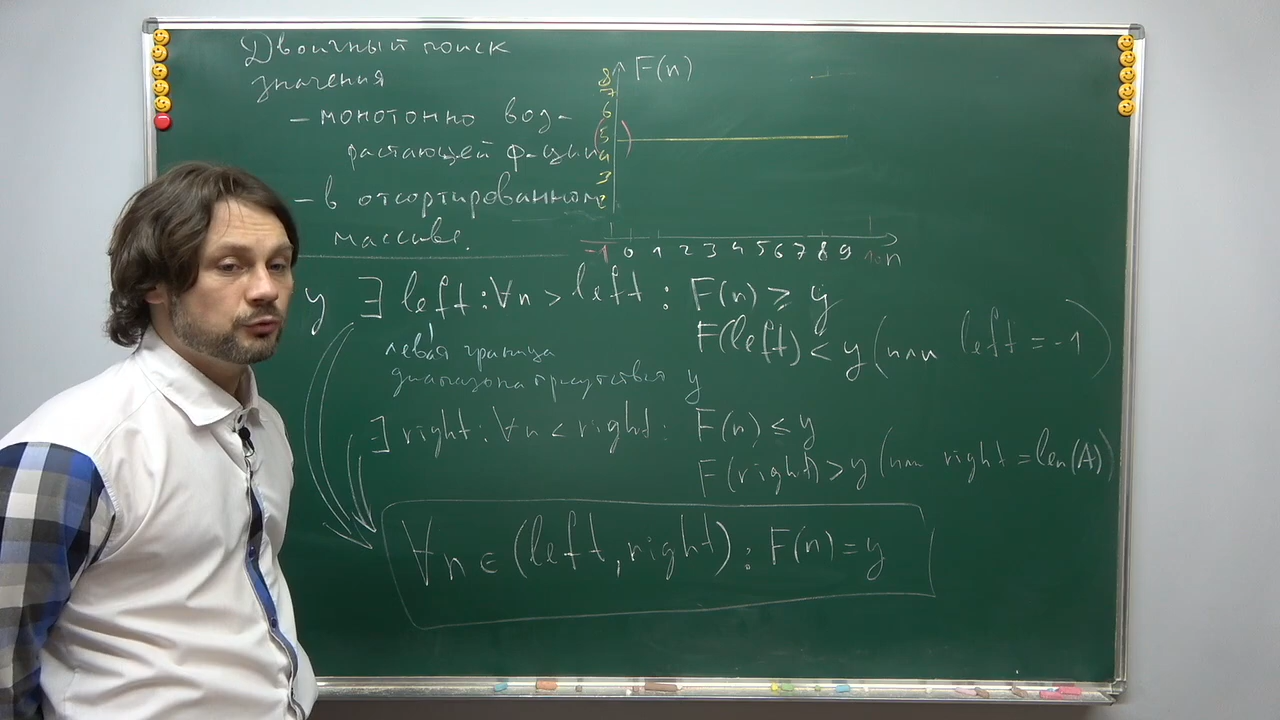 Двоичный поиск
значения
– монотонно воз-
растающей ф-ции
– в отсортированном
массиве.
F(n)
8
7
6
5
4
3
2
-1 0 1 2 3 4 5 6 7 8 9 10 n
y ∃ left : ∀n > left : F(n) ⩾ y
F(left) < y (или left = -1)
левая граница
диапазона присутствия y
∃ right : ∀n < right : F(n) ≤ y
F(right) > y (или right = len(A))
∀n ∈ (left, right) : F(n) = y